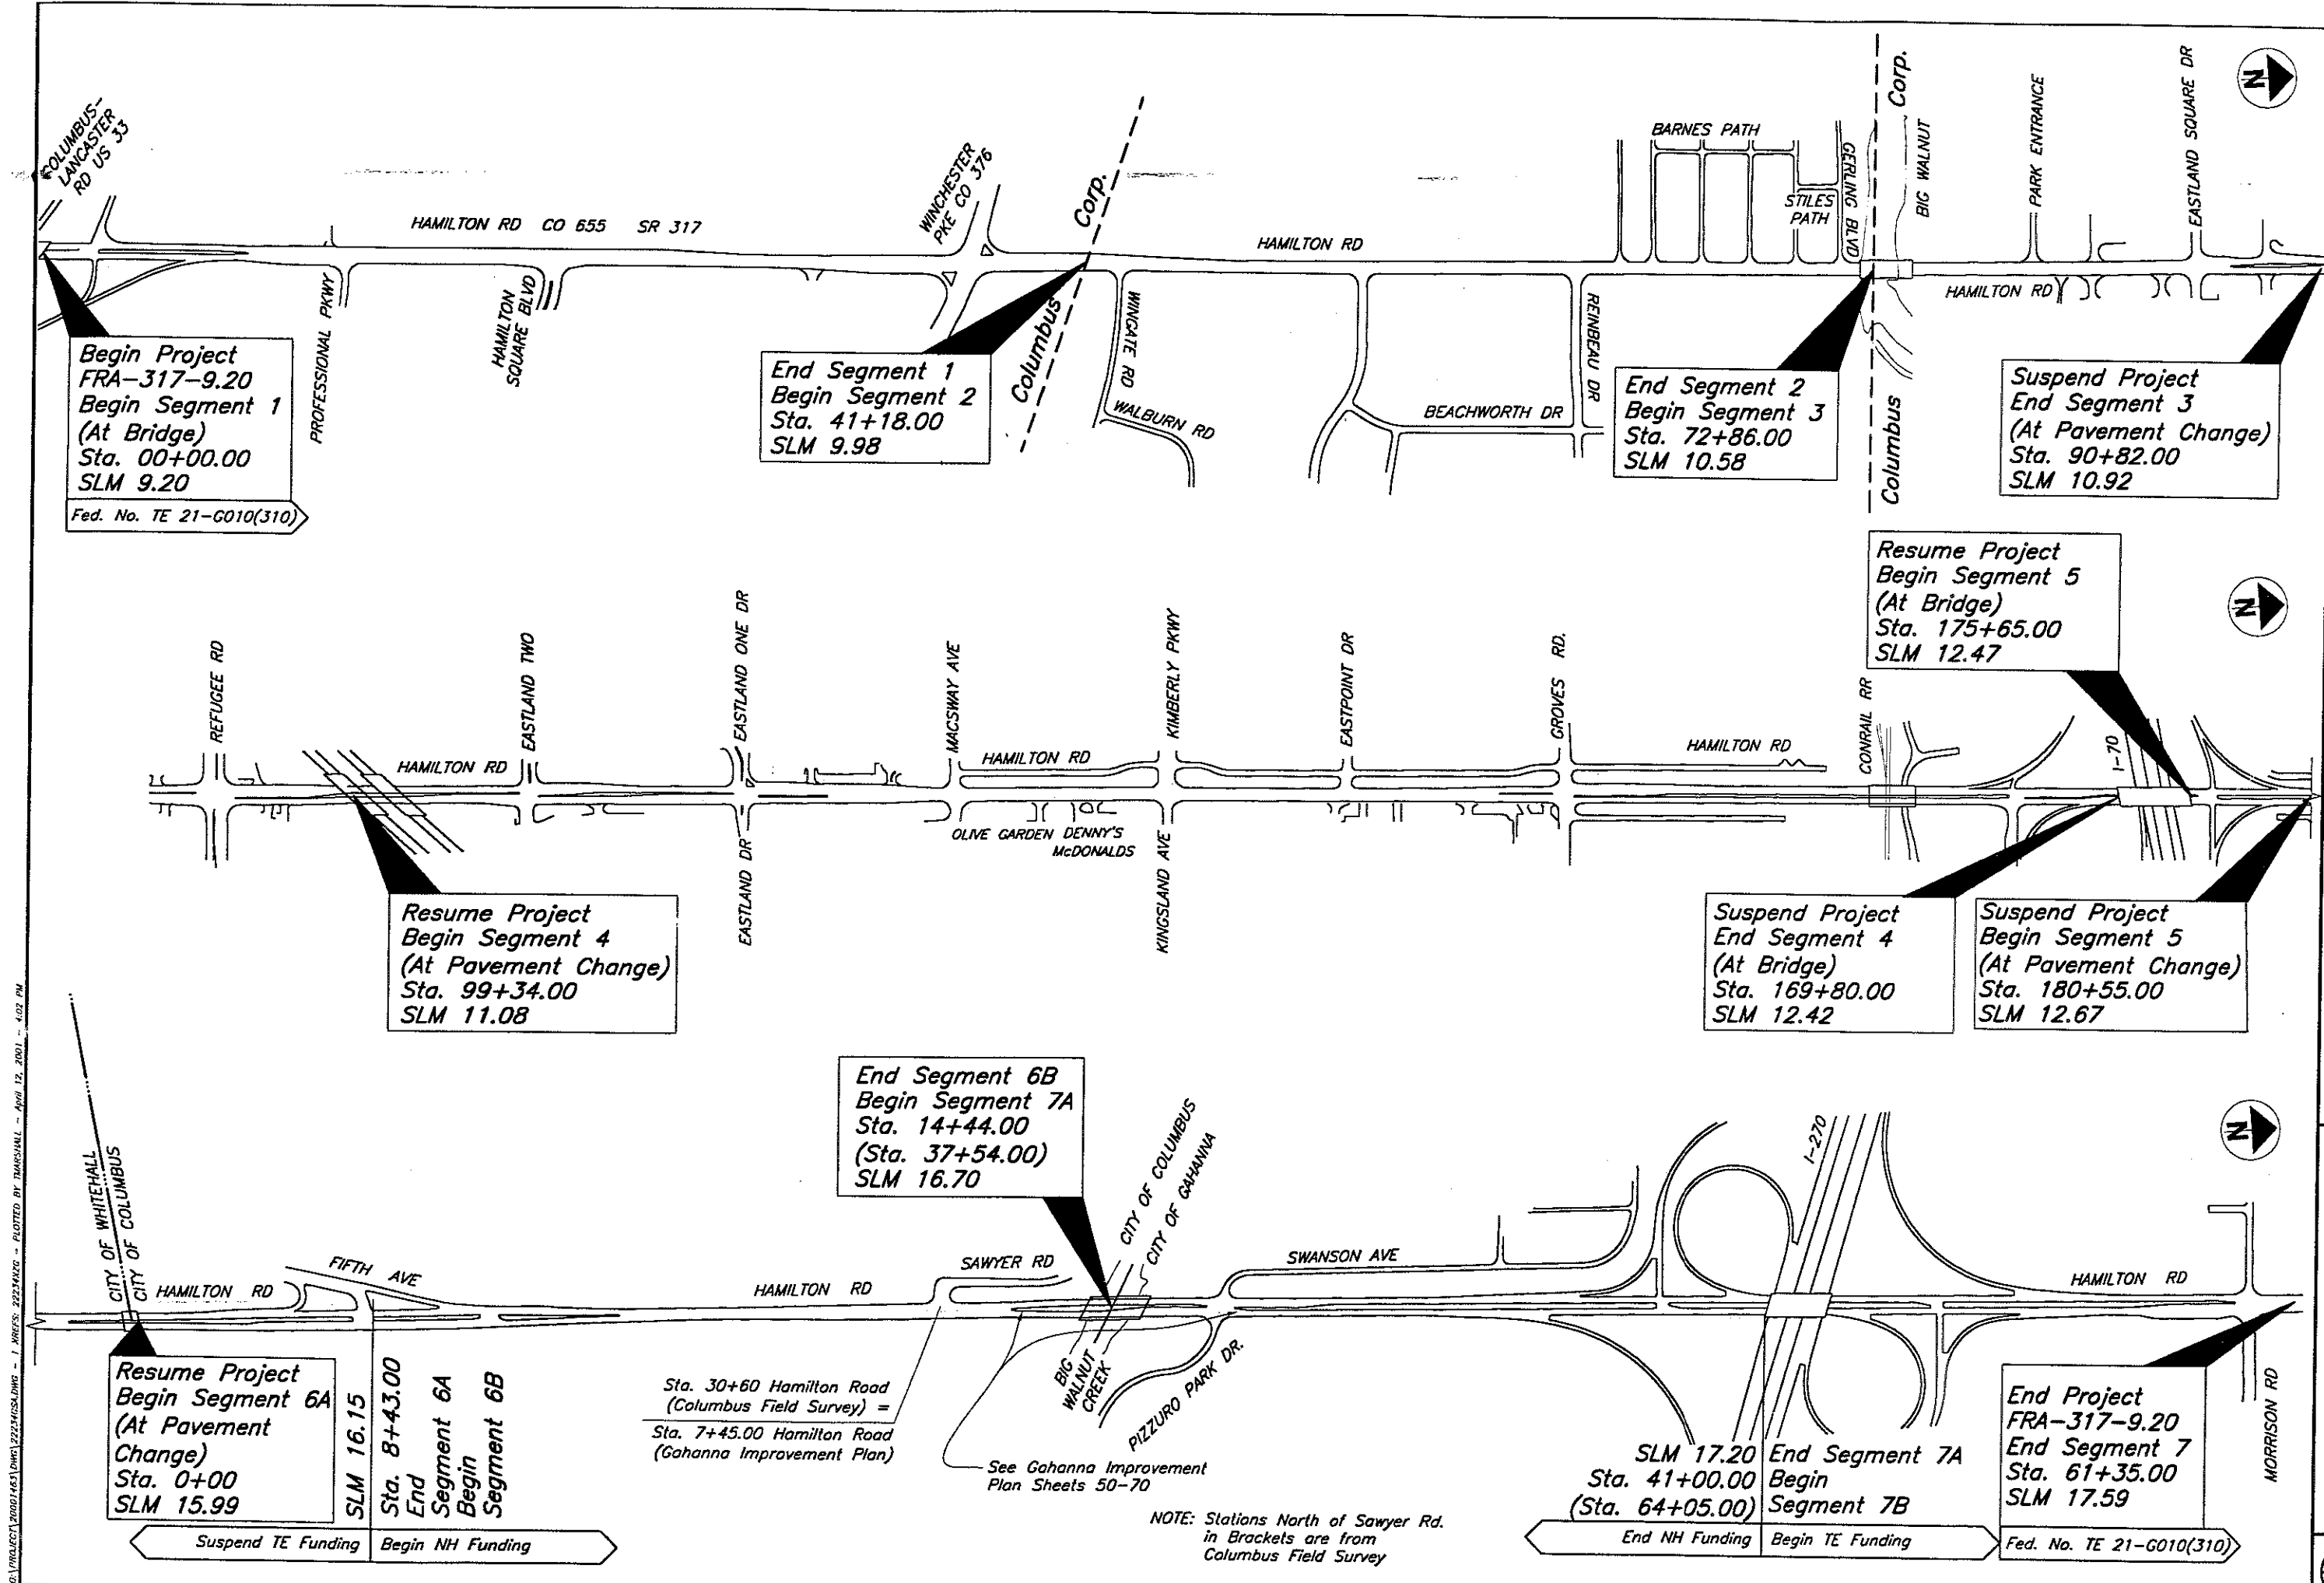 COLUMBUS-
LANCASTER
RD US 33
HAMILTON RD CO 655 SR 317
PROFESSIONAL PKWY
HAMILTON
SQUARE BLVD
WINCHESTER
PKE CO 376
Corp.
Columbus
HAMILTON RD
WINGATE RD
WALBURN RD
BEACHWORTH DR
REINBEAU DR
BARNES PATH
STILES
PATH
GERLING BLVD
Corp.
Columbus
BIG WALNUT
PARK ENTRANCE
EASTLAND SQUARE DR
HAMILTON RD
N
Begin Project
FRA-317-9.20
Begin Segment 1
(At Bridge)
Sta. 00+00.00
SLM 9.20
Fed. No. TE 21-G010(310)
End Segment 1
Begin Segment 2
Sta. 41+18.00
SLM 9.98
End Segment 2
Begin Segment 3
Sta. 72+86.00
SLM 10.58
Suspend Project
End Segment 3
(At Pavement Change)
Sta. 90+82.00
SLM 10.92
Resume Project
Begin Segment 5
(At Bridge)
Sta. 175+65.00
SLM 12.47
N
REFUGEE RD
HAMILTON RD
EASTLAND TWO
EASTLAND ONE DR
EASTLAND DR
MACSWAY AVE
HAMILTON RD
OLIVE GARDEN DENNY'S
McDONALDS
KIMBERLY PKWY
KINGSLAND AVE
EASTPOINT DR
GROVES RD.
HAMILTON RD
CONRAIL RR
I-70
Resume Project
Begin Segment 4
(At Pavement Change)
Sta. 99+34.00
SLM 11.08
Suspend Project
End Segment 4
(At Bridge)
Sta. 169+80.00
SLM 12.42
Suspend Project
Begin Segment 5
(At Pavement Change)
Sta. 180+55.00
SLM 12.67
End Segment 6B
Begin Segment 7A
Sta. 14+44.00
(Sta. 37+54.00)
SLM 16.70
N
CITY OF WHITEHALL
CITY OF COLUMBUS
HAMILTON RD
FIFTH AVE
HAMILTON RD
SAWYER RD
CITY OF COLUMBUS
CITY OF GAHANNA
SWANSON AVE
I-270
HAMILTON RD
BIG
WALNUT
CREEK
PIZZURO PARK DR.
MORRISON RD
Resume Project
Begin Segment 6A
(At Pavement
Change)
Sta. 0+00
SLM 15.99
SLM 16.15
Sta. 8+43.00
End
Segment 6A
Begin
Segment 6B
Suspend TE Funding
Begin NH Funding
Sta. 30+60 Hamilton Road
(Columbus Field Survey) =
Sta. 7+45.00 Hamilton Road
(Gahanna Improvement Plan)
See Gahanna Improvement
Plan Sheets 50-70
NOTE: Stations North of Sawyer Rd.
in Brackets are from
Columbus Field Survey
SLM 17.20
Sta. 41+00.00
(Sta. 64+05.00)
End Segment 7A
Begin
Segment 7B
End NH Funding
Begin TE Funding
End Project
FRA-317-9.20
End Segment 7
Sta. 61+35.00
SLM 17.59
Fed. No. TE 21-G010(310)
PLOTTED BY TMARSHALL - April 12, 2001 - 4:02 PM